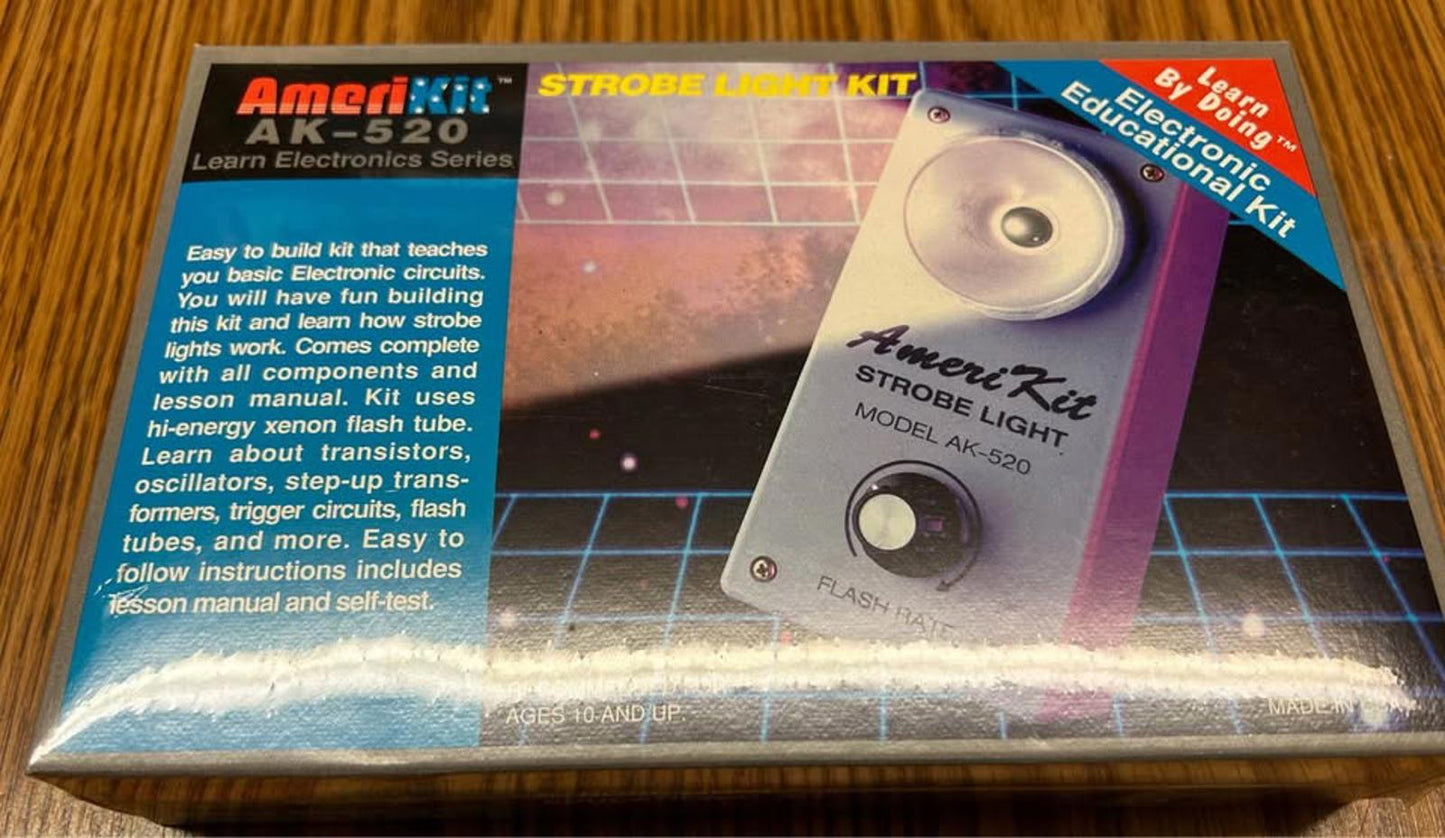 AmeriKit™
AK-520
Learn Electronics Series
STROBE LIGHT KIT
Learn
By Doing™
Electronic
Educational Kit
Easy to build kit that teaches
you basic Electronic circuits.
You will have fun building
this kit and learn how strobe
lights work. Comes complete
with all components and
lesson manual. Kit uses
hi-energy xenon flash tube.
Learn about transistors,
oscillators, step-up trans-
formers, trigger circuits, flash
tubes, and more. Easy to
follow instructions includes
lesson manual and self-test.
AmeriKit
STROBE LIGHT
MODEL AK-520
FLASH RATE
AGES 10 AND UP.
MADE IN